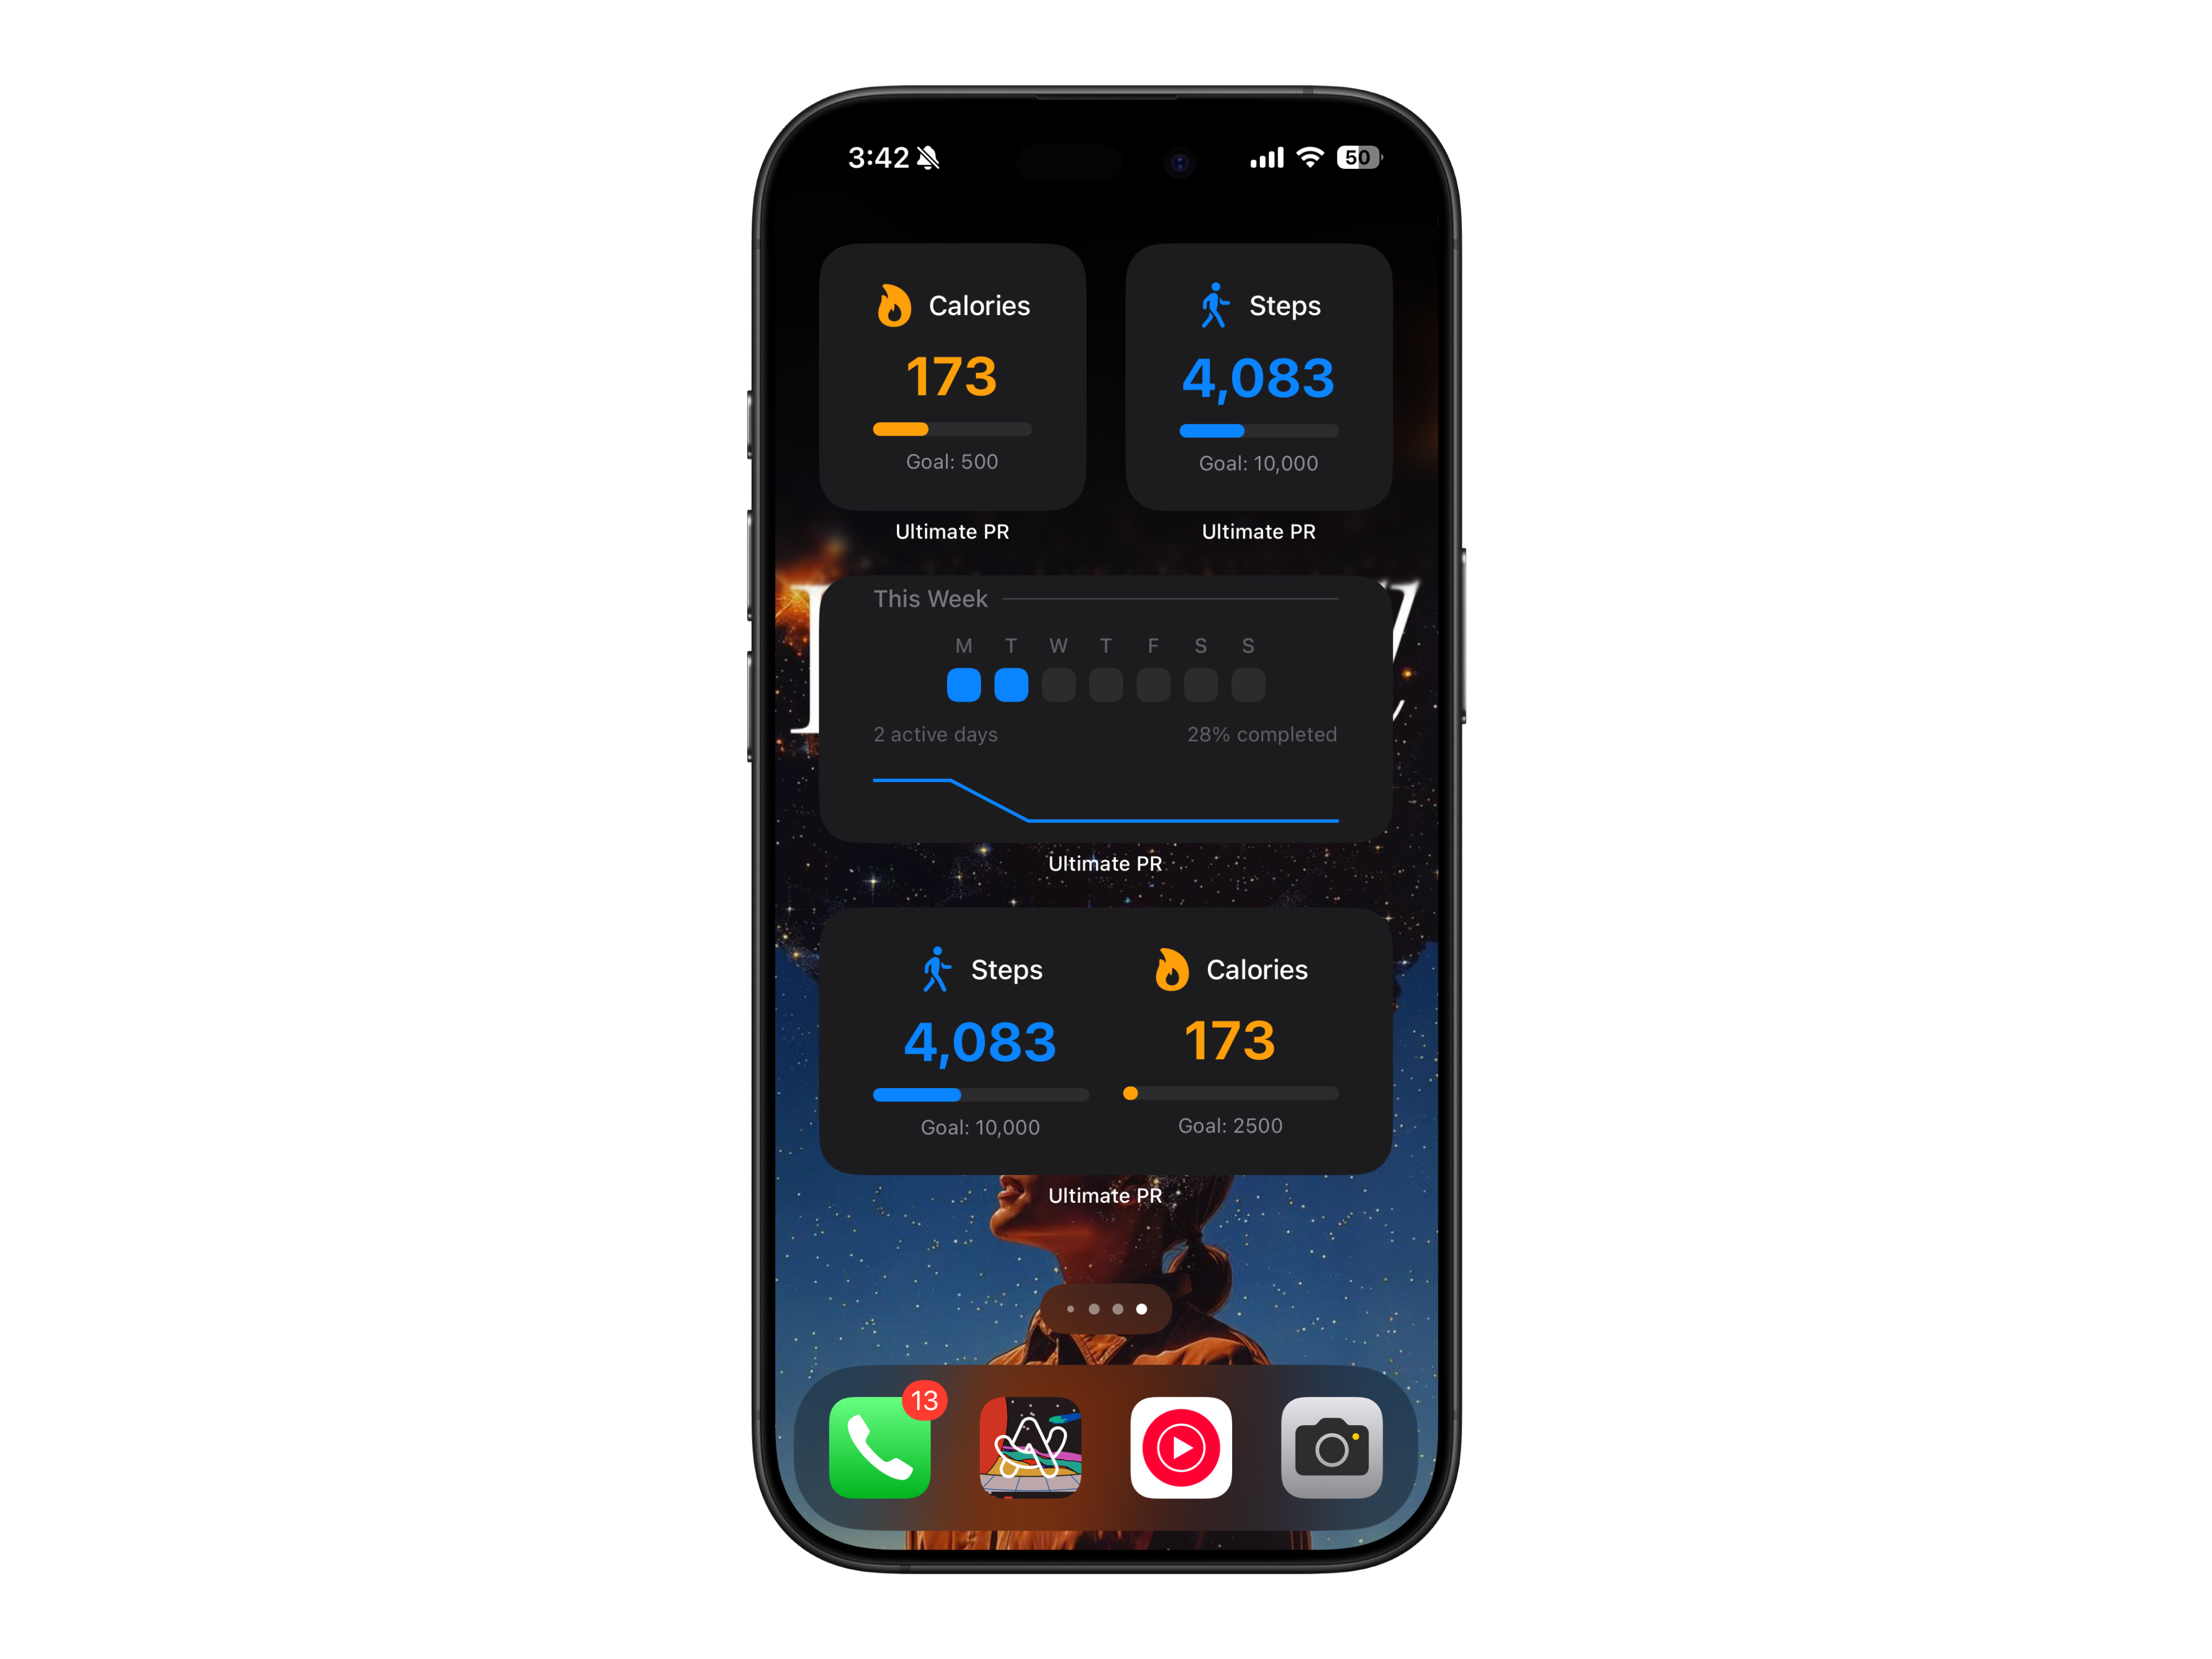 3:42 50
Calories
173
Goal: 500
Ultimate PR
Steps
4,083
Goal: 10,000
Ultimate PR
This Week
M T W T F S S
2 active days 28% completed
Ultimate PR
Steps
4,083
Goal: 10,000
Calories
173
Goal: 2500
Ultimate PR
13